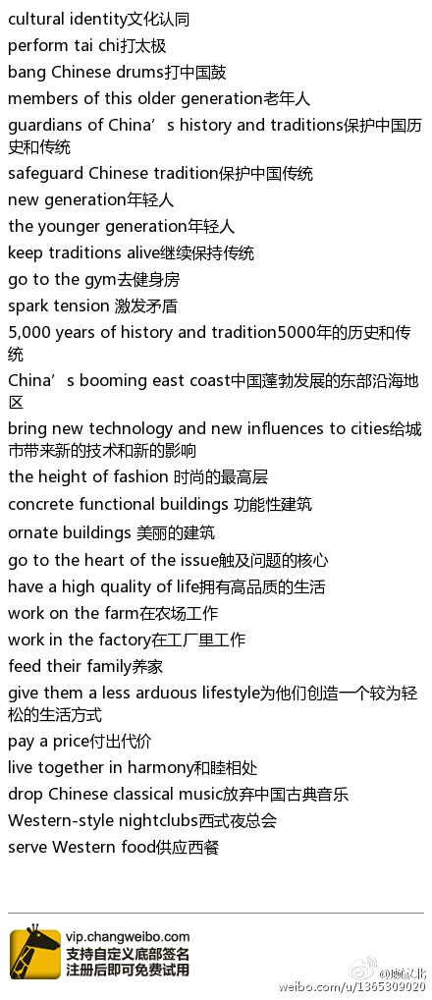 cultural identity文化认同
perform tai chi打太极
bang Chinese drums打中国鼓
members of this older generation老年人
guardians of China’s history and traditions保护中国历
史和传统
safeguard Chinese tradition保护中国传统
new generation年轻人
the younger generation年轻人
keep traditions alive继续保持传统
go to the gym去健身房
spark tension 激发矛盾
5,000 years of history and tradition5000年的历史和传
统
China’s booming east coast中国蓬勃发展的东部沿海地
区
bring new technology and new influences to cities给城
市带来新的技术和新的影响
the height of fashion 时尚的最高层
concrete functional buildings 功能性建筑
ornate buildings 美丽的建筑
go to the heart of the issue触及问题的核心
have a high quality of life拥有高品质的生活
work on the farm在农场工作
work in the factory在工厂里工作
feed their family养家
give them a less arduous lifestyle为他们创造一个较为轻
松的生活方式
pay a price付出代价
live together in harmony和睦相处
drop Chinese classical music放弃中国古典音乐
Western-style nightclubs西式夜总会
serve Western food供应西餐
vip.changweibo.com
支持自定义底部签名
注册后即可免费试用
@顾家北
weibo.com/u/1365309020